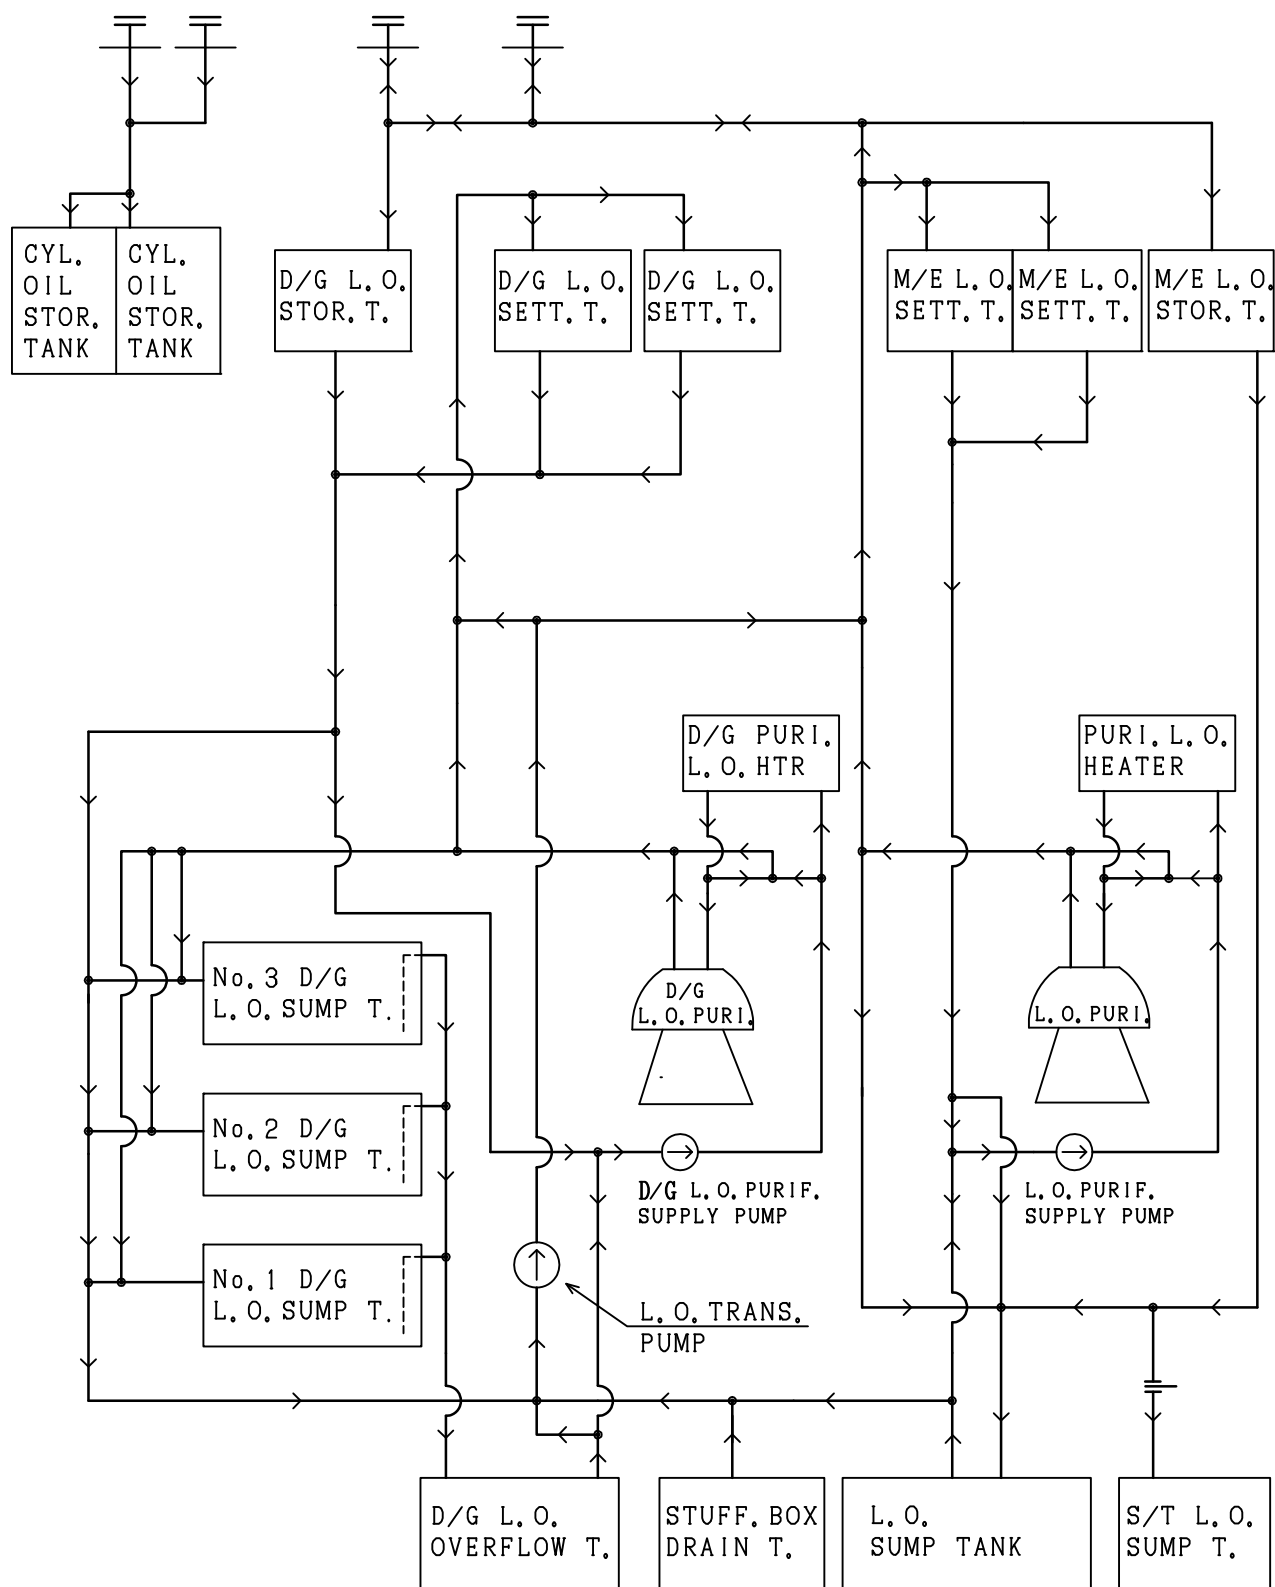 CYL.
OIL
STOR.
TANK
CYL.
OIL
STOR.
TANK
D/G L.O.
STOR.T.
D/G L.O.
SETT.T.
D/G L.O.
SETT.T.
M/E L.O.
SETT.T.
M/E L.O.
SETT.T.
M/E L.O.
STOR.T.
D/G PURI.
L.O.HTR
PURI.L.O.
HEATER
No.3 D/G
L.O.SUMP T.
D/G
L.O.PURI.
L.O.PURI.
No.2 D/G
L.O.SUMP T.
D/G L.O.PURIF.
SUPPLY PUMP
L.O.PURIF.
SUPPLY PUMP
No.1 D/G
L.O.SUMP T.
L.O.TRANS.
PUMP
D/G L.O.
OVERFLOW T.
STUFF.BOX
DRAIN T.
L.O.
SUMP TANK
S/T L.O.
SUMP T.